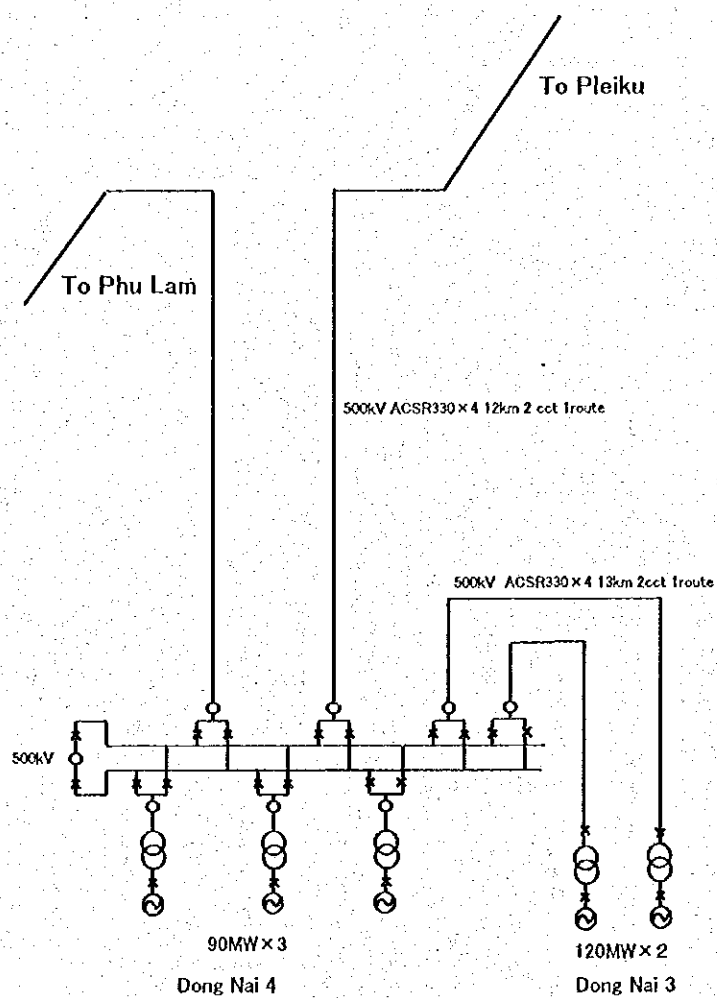 To Pleiku
To Phu Lam
500kV ACSR330×4 12km 2 cct 1route
500kV ACSR330×4 13km 2cct 1route
500kV
90MW×3
120MW×2
Dong Nai 4
Dong Nai 3